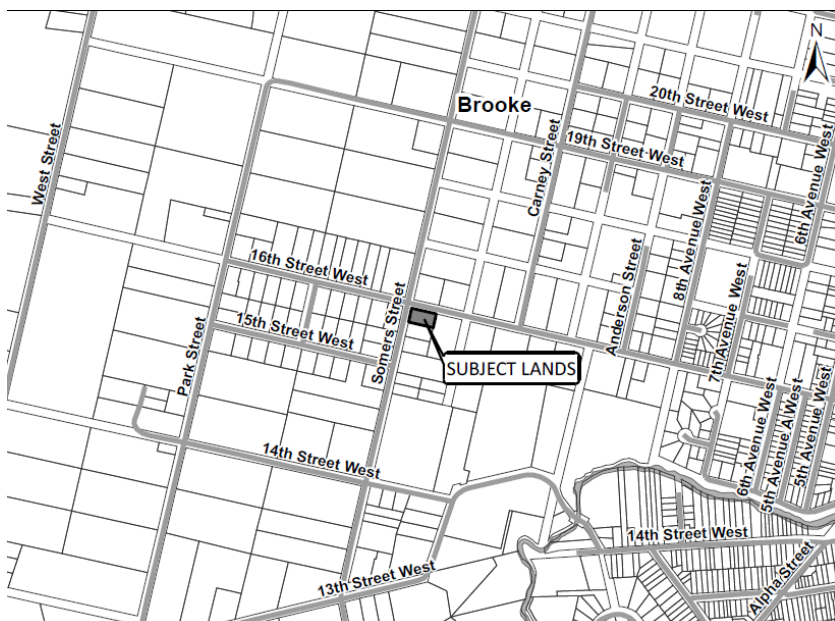 N
20th Street West
Brooke
19th Street West
6th Avenue West
West Street
Carney Street
8th Avenue West
16th Street West
Anderson Street
7th Avenue West
15th Street West
Somers Street
SUBJECT LANDS
Park Street
6th Avenue West
5th Avenue A West
5th Avenue West
14th Street West
14th Street West
13th Street West
Alpha Street